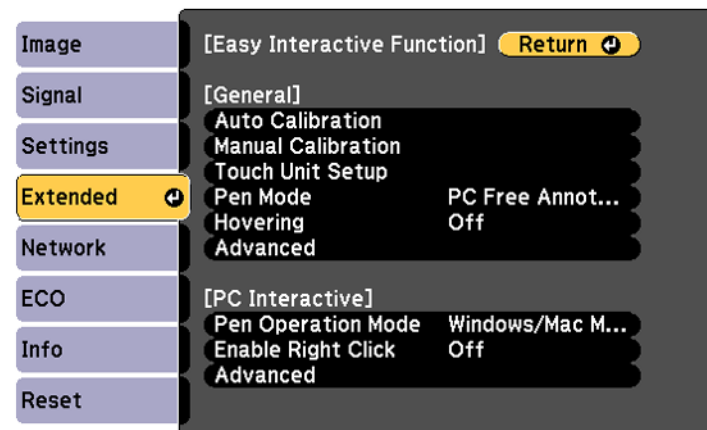 Image
Signal
Settings
Extended
Network
ECO
Info
Reset
[Easy Interactive Function] Return
[General]
Auto Calibration
Manual Calibration
Touch Unit Setup
Pen Mode PC Free Annot...
Hovering Off
Advanced
[PC Interactive]
Pen Operation Mode Windows/Mac M...
Enable Right Click Off
Advanced